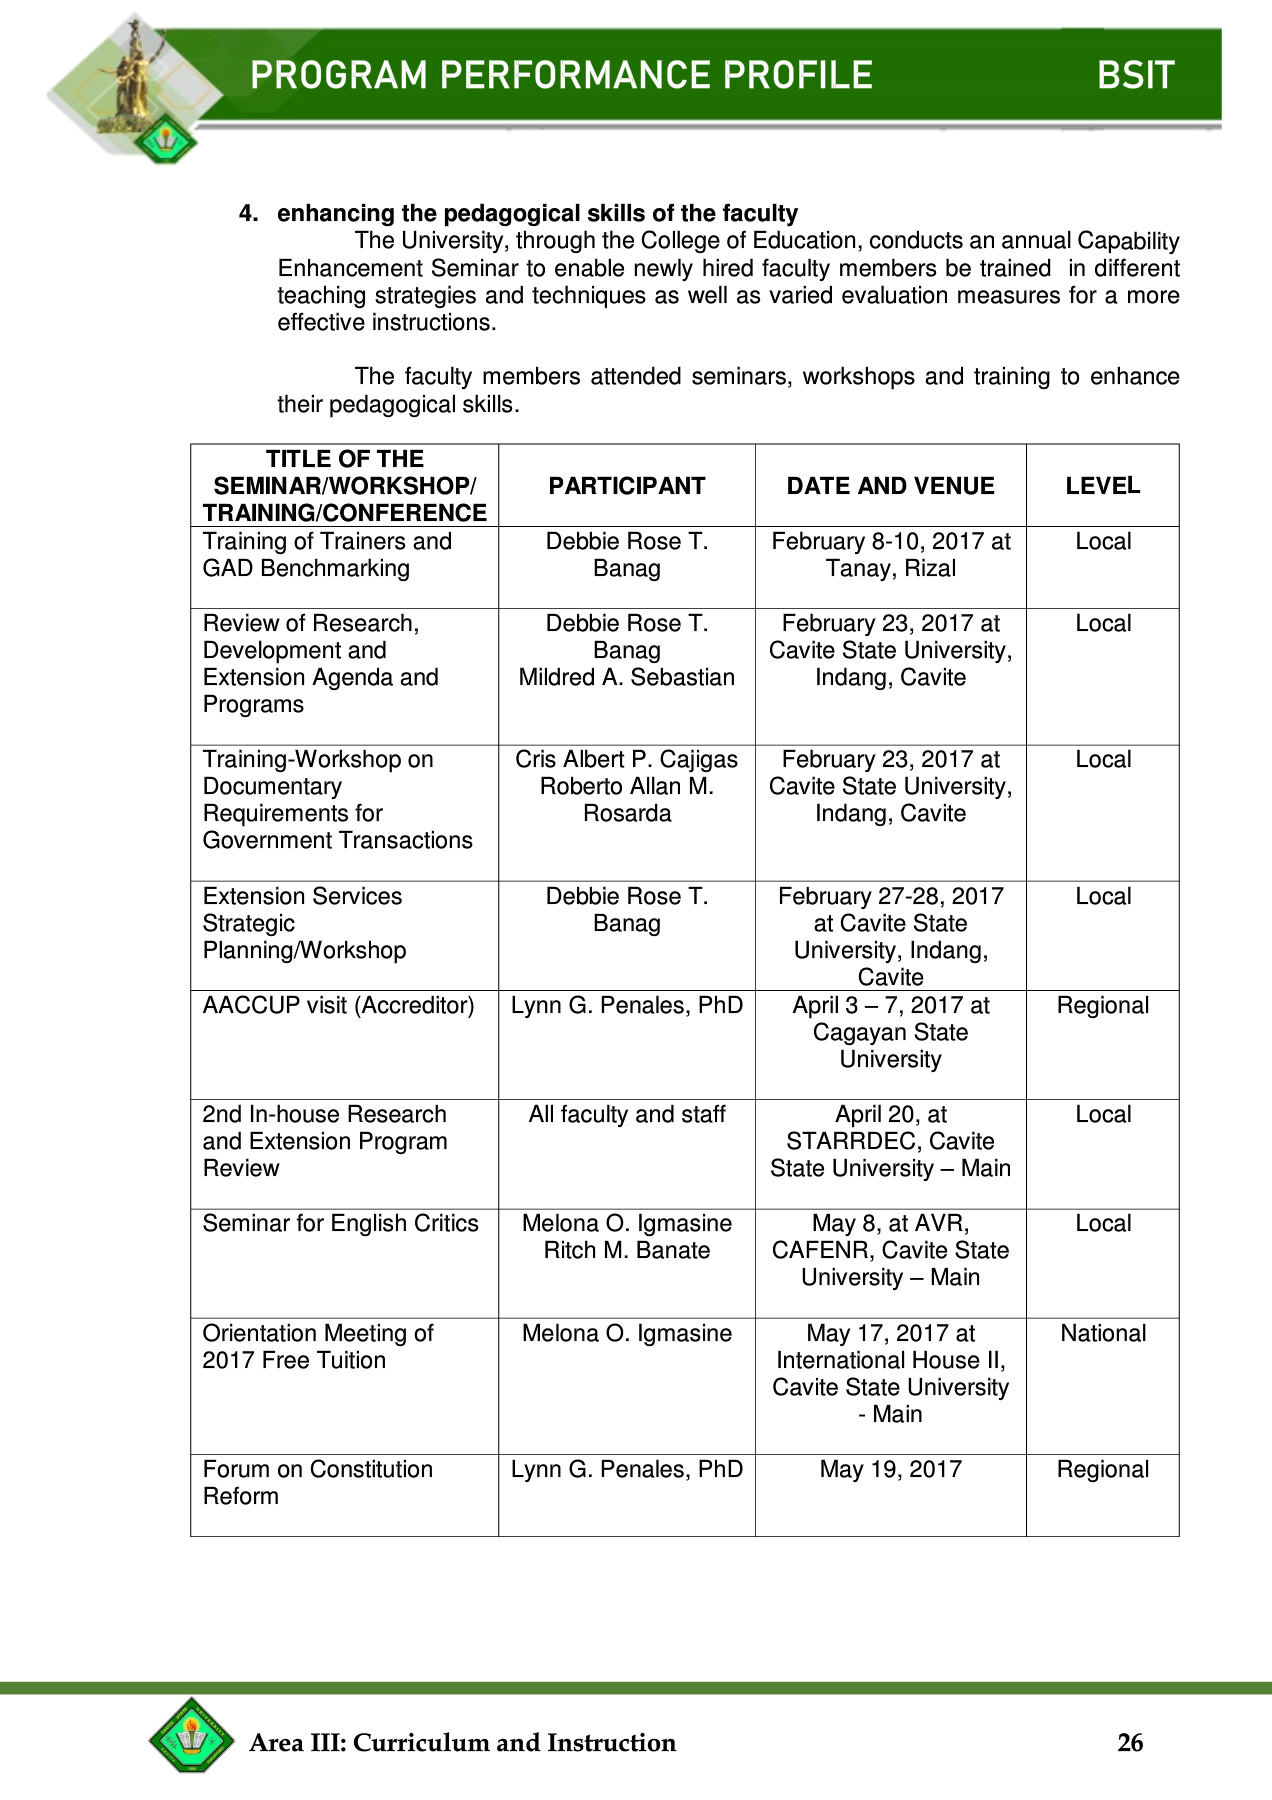 PROGRAM PERFORMANCE PROFILE BSIT
4. enhancing the pedagogical skills of the faculty
The University, through the College of Education, conducts an annual Capability
Enhancement Seminar to enable newly hired faculty members be trained in different
teaching strategies and techniques as well as varied evaluation measures for a more
effective instructions.
The faculty members attended seminars, workshops and training to enhance
their pedagogical skills.
TITLE OF THE
SEMINAR/WORKSHOP/
TRAINING/CONFERENCE
PARTICIPANT
DATE AND VENUE
LEVEL
Training of Trainers and
GAD Benchmarking
Debbie Rose T.
Banag
February 8-10, 2017 at
Tanay, Rizal
Local
Review of Research,
Development and
Extension Agenda and
Programs
Debbie Rose T.
Banag
Mildred A. Sebastian
February 23, 2017 at
Cavite State University,
Indang, Cavite
Local
Training-Workshop on
Documentary
Requirements for
Government Transactions
Cris Albert P. Cajigas
Roberto Allan M.
Rosarda
February 23, 2017 at
Cavite State University,
Indang, Cavite
Local
Extension Services
Strategic
Planning/Workshop
Debbie Rose T.
Banag
February 27-28, 2017
at Cavite State
University, Indang,
Cavite
Local
AACCUP visit (Accreditor)
Lynn G. Penales, PhD
April 3 – 7, 2017 at
Cagayan State
University
Regional
2nd In-house Research
and Extension Program
Review
All faculty and staff
April 20, at
STARRDEC, Cavite
State University – Main
Local
Seminar for English Critics
Melona O. Igmasine
Ritch M. Banate
May 8, at AVR,
CAFENR, Cavite State
University – Main
Local
Orientation Meeting of
2017 Free Tuition
Melona O. Igmasine
May 17, 2017 at
International House II,
Cavite State University
- Main
National
Forum on Constitution
Reform
Lynn G. Penales, PhD
May 19, 2017
Regional
Area III: Curriculum and Instruction 26